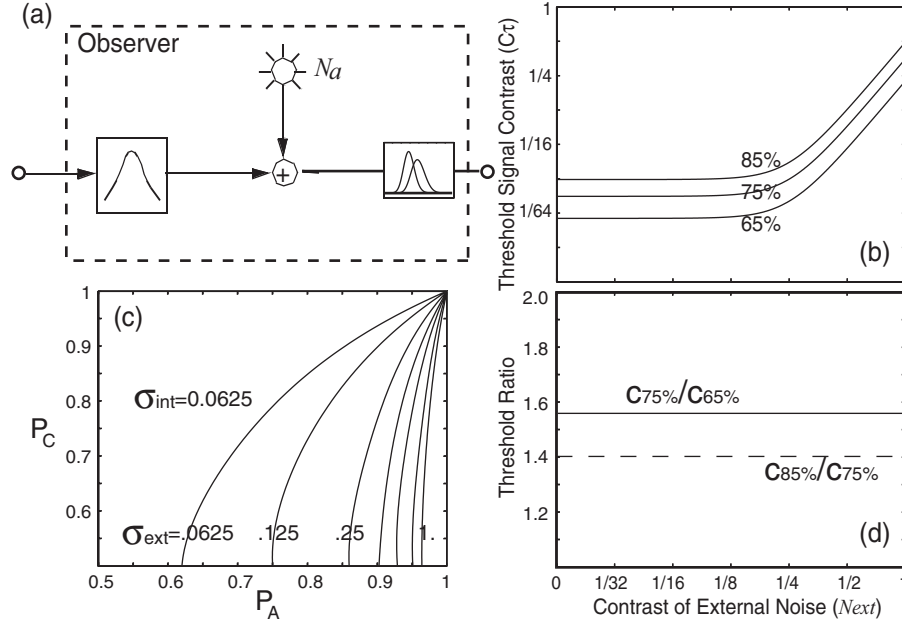 (a)
Observer
Na
+
Threshold Signal Contrast (Cτ)
1
1/4
1/16
1/64
85%
75%
65%
(b)
(c)
P_C
1
0.9
0.8
0.7
0.6
σint=0.0625
σext=.0625 .125 .25 1.
0.5 0.6 0.7 0.8 0.9 1
P_A
Threshold Ratio
2.0
1.8
1.6
1.4
1.2
C75%/C65%
C85%/C75%
(d)
0 1/32 1/16 1/8 1/4 1/2 1
Contrast of External Noise (Next)